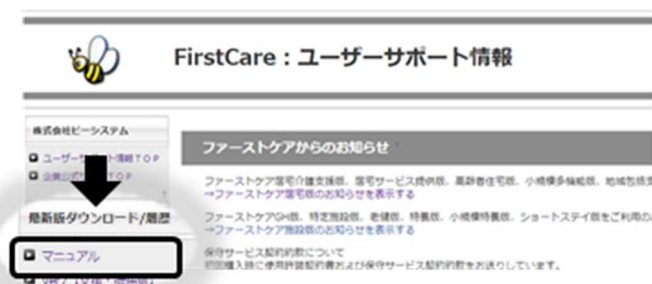 FirstCare：ユーザーサポート情報
株式会社ビーシステム
ユーザーサポート情報TOP
最新版ダウンロード/履歴
マニュアル
ファーストケアからのお知らせ
ファーストケア居宅介護支援版、居宅サービス提供版、高齢者住宅版、小規模多機能版、地域包括支
→ファーストケア居宅版のお知らせを表示する
ファーストケアGH版、特定施設版、老健版、特養版、小規模特養版、ショートステイ版をご利用の
→ファーストケア施設版のお知らせを表示する
保守サービス契約約款について
初回購入時に使用許諾契約書および保守サービス契約約款をお送りしています。